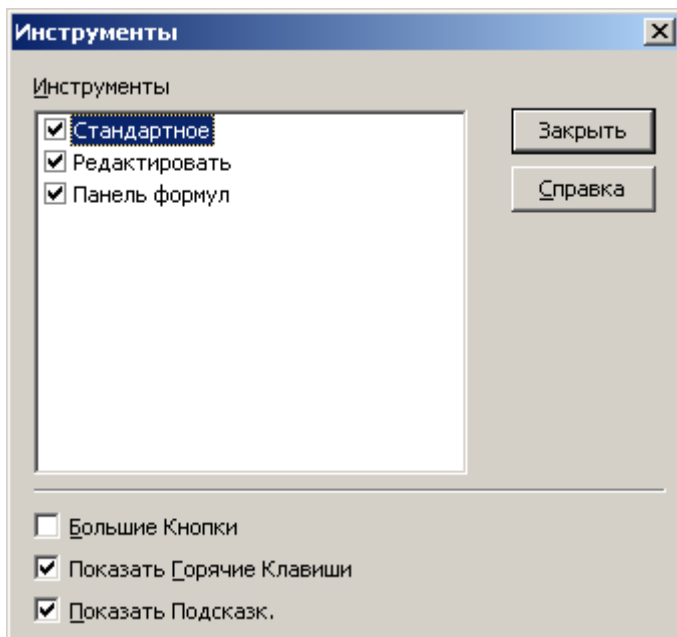 Инструменты
Инструменты
Стандартное
Редактировать
Панель формул
Закрыть
Справка
Большие Кнопки
Показать Горячие Клавиши
Показать Подсказк.